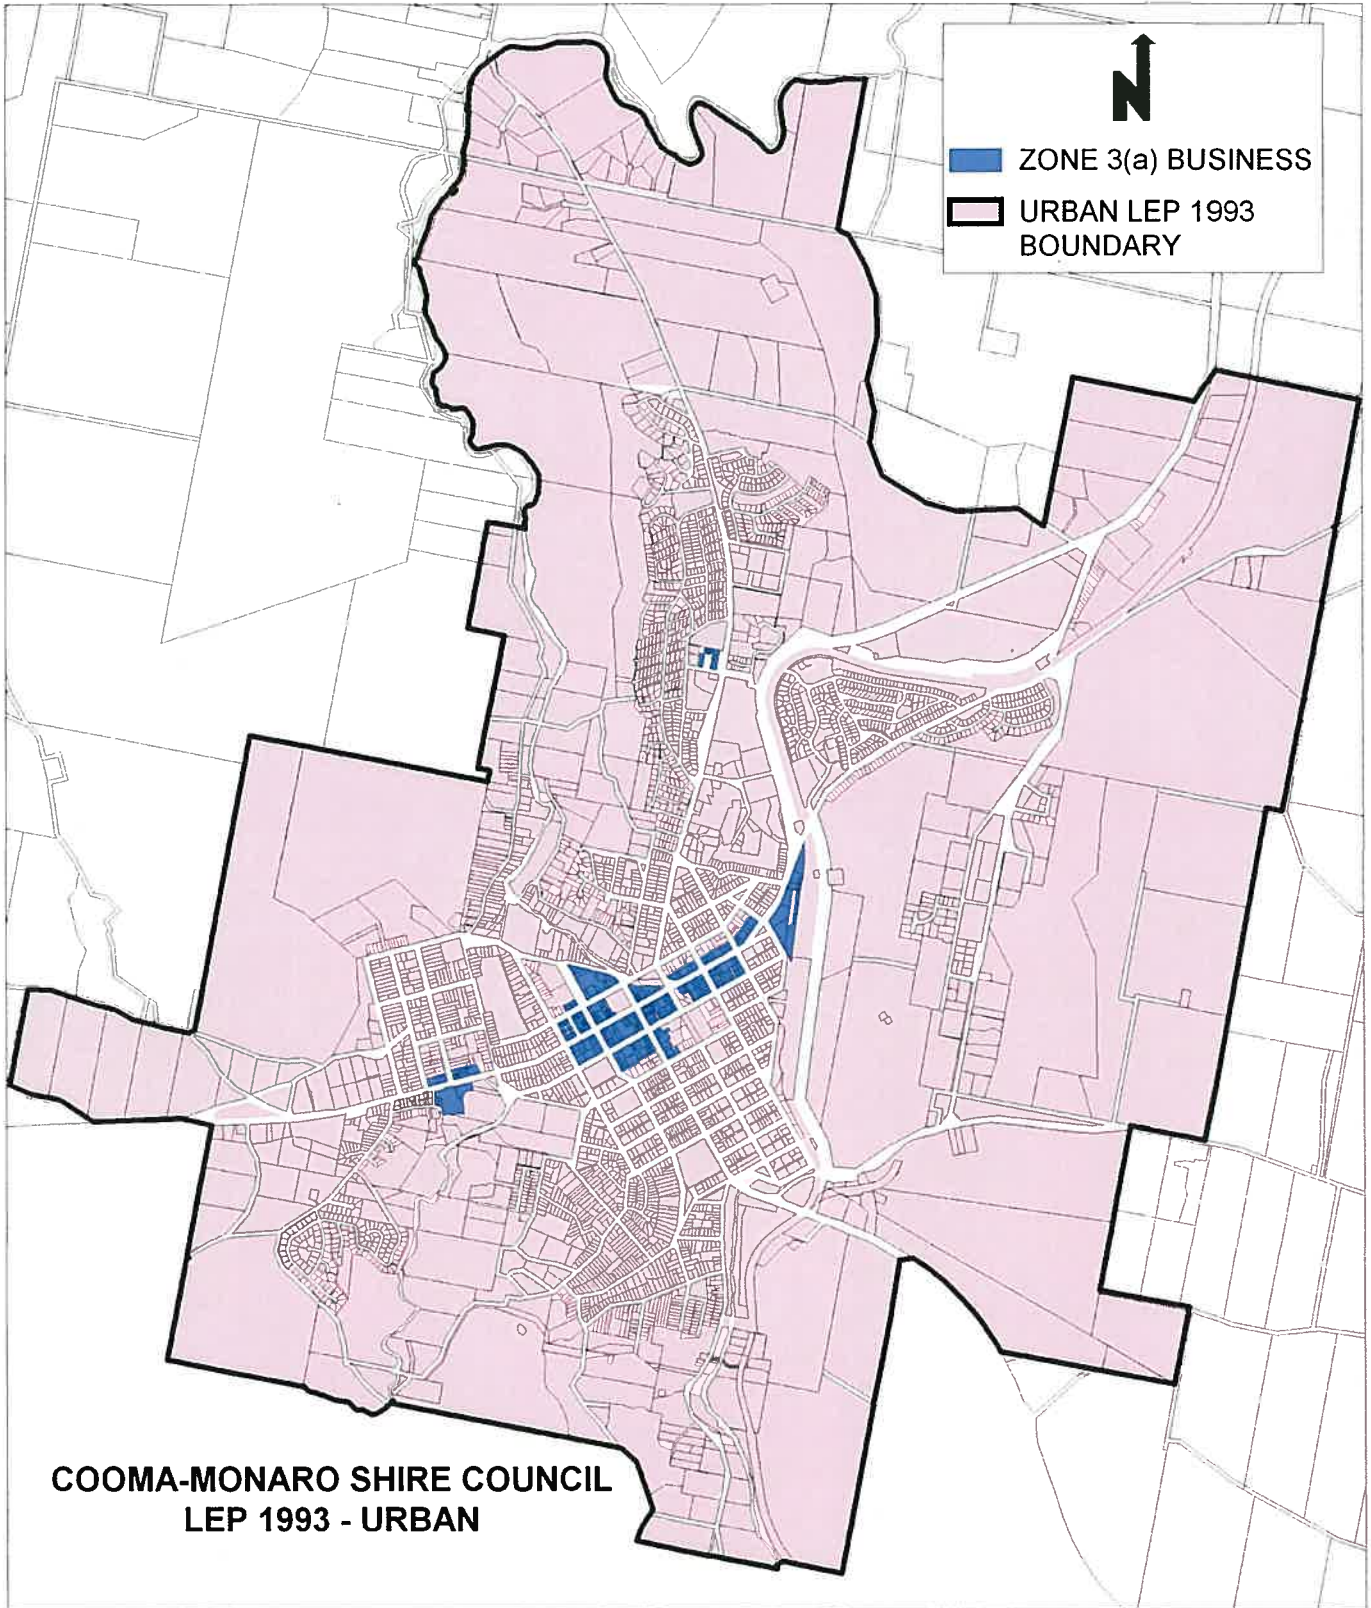 N
ZONE 3(a) BUSINESS
URBAN LEP 1993
BOUNDARY
COOMA-MONARO SHIRE COUNCIL
LEP 1993 - URBAN